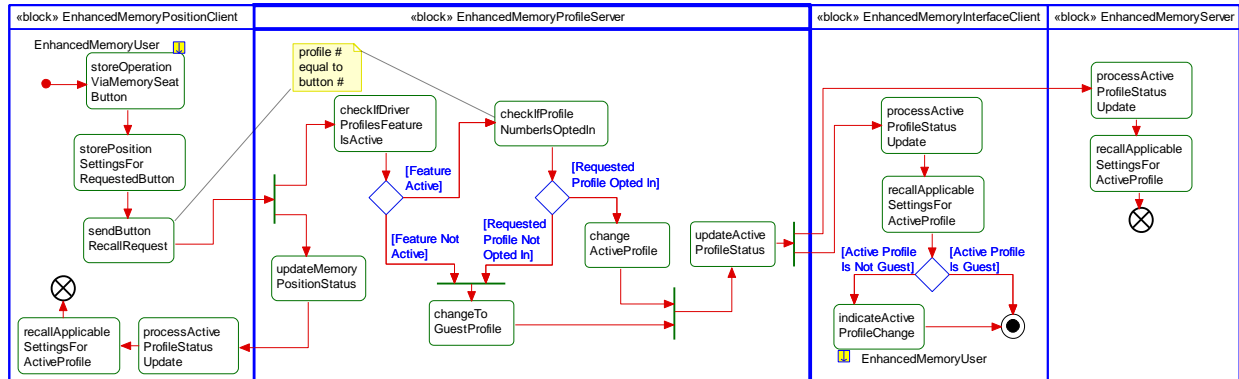 «block» EnhancedMemoryPositionClient
«block» EnhancedMemoryProfileServer
«block» EnhancedMemoryInterfaceClient
«block» EnhancedMemoryServer
EnhancedMemoryUser
storeOperation
ViaMemorySeat
Button
storePosition
SettingsFor
RequestedButton
sendButton
RecallRequest
recallApplicable
SettingsFor
ActiveProfile
processActive
ProfileStatus
Update
profile #
equal to
button #
checkIfDriver
ProfilesFeature
IsActive
checkIfProfile
NumberIsOptedIn
[Feature
Active]
[Requested
Profile Opted In]
[Feature Not
Active]
[Requested
Profile Not
Opted In]
updateMemory
PositionStatus
change
ActiveProfile
updateActive
ProfileStatus
changeTo
GuestProfile
processActive
ProfileStatus
Update
recallApplicable
SettingsFor
ActiveProfile
[Active Profile
Is Not Guest]
[Active Profile
Is Guest]
indicateActive
ProfileChange
EnhancedMemoryUser
processActive
ProfileStatus
Update
recallApplicable
SettingsFor
ActiveProfile